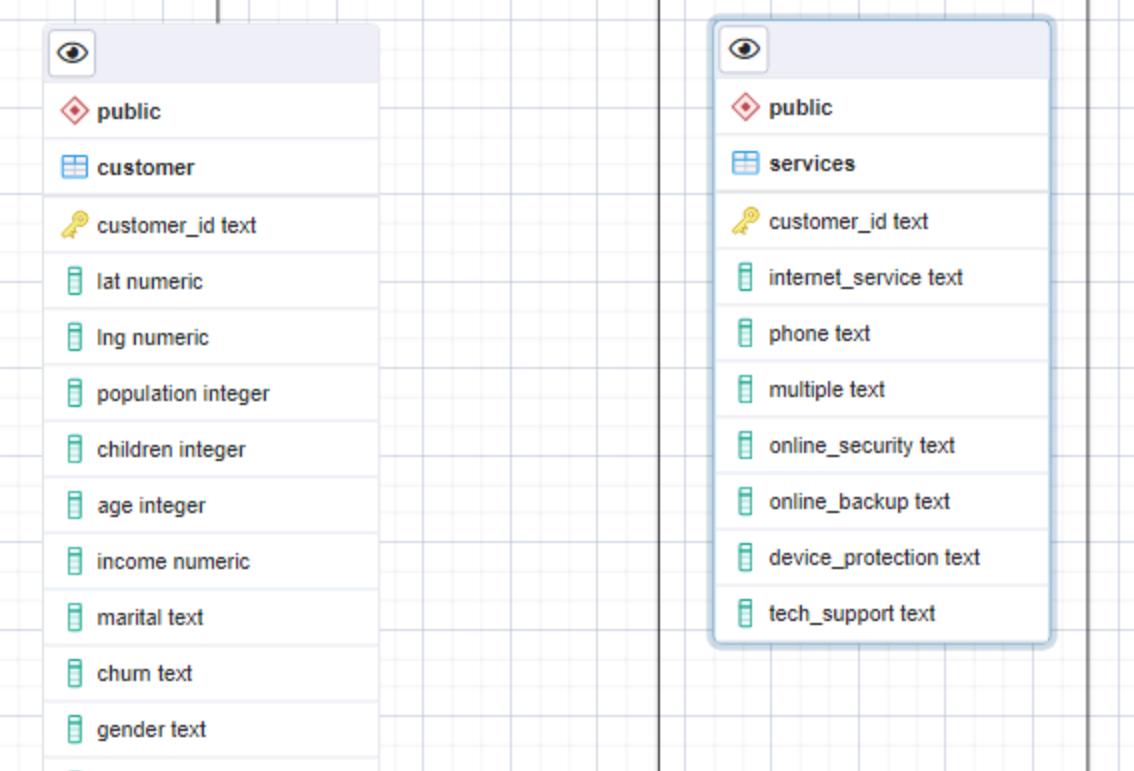 public
customer
customer_id text
lat numeric
lng numeric
population integer
children integer
age integer
income numeric
marital text
churn text
gender text
public
services
customer_id text
internet_service text
phone text
multiple text
online_security text
online_backup text
device_protection text
tech_support text